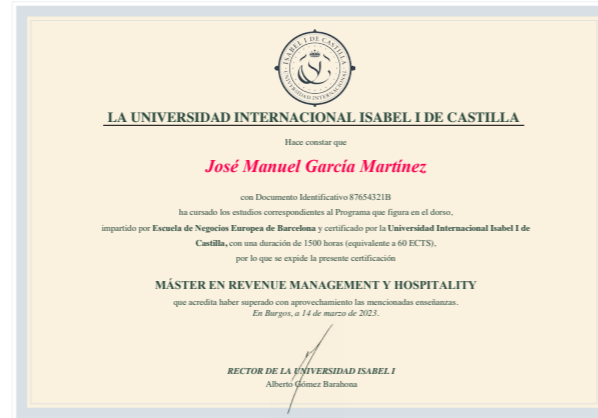 ISABEL I DE CASTILLA
UNIVERSIDAD INTERNACIONAL
LA UNIVERSIDAD INTERNACIONAL ISABEL I DE CASTILLA
Hace constar que
José Manuel García Martínez
con Documento Identificativo 87654321B
ha cursado los estudios correspondientes al Programa que figura en el dorso,
impartido por Escuela de Negocios Europea de Barcelona y certificado por la Universidad Internacional Isabel I de
Castilla, con una duración de 1500 horas (equivalente a 60 ECTS),
por lo que se expide la presente certificación
MÁSTER EN REVENUE MANAGEMENT Y HOSPITALITY
que acredita haber superado con aprovechamiento las mencionadas enseñanzas.
En Burgos, a 14 de marzo de 2023.
RECTOR DE LA UNIVERSIDAD ISABEL I
Alberto Gómez Barahona